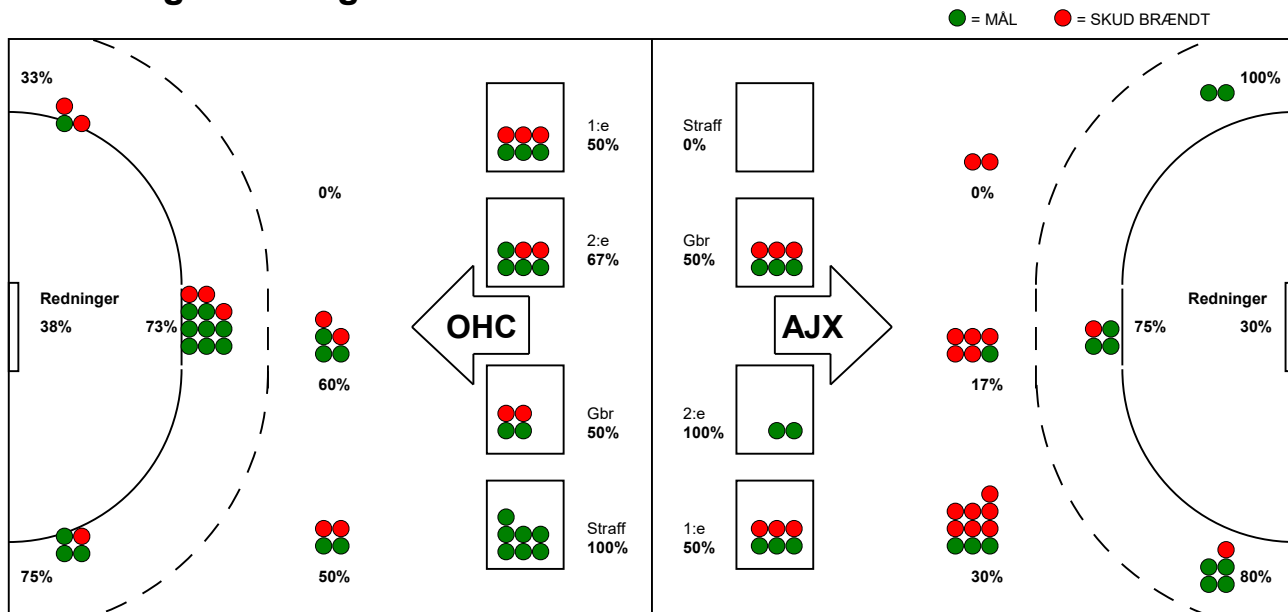 = MÅL = SKUD BRÆNDT
33%
1:e
50%
Straff
0%
100%
0%
0%
2:e
67%
Gbr
50%
Redninger
38%
73%
OHC
AJX
Redninger
30%
75%
60%
17%
Gbr
50%
2:e
100%
Straff
100%
1:e
50%
75%
50%
30%
80%